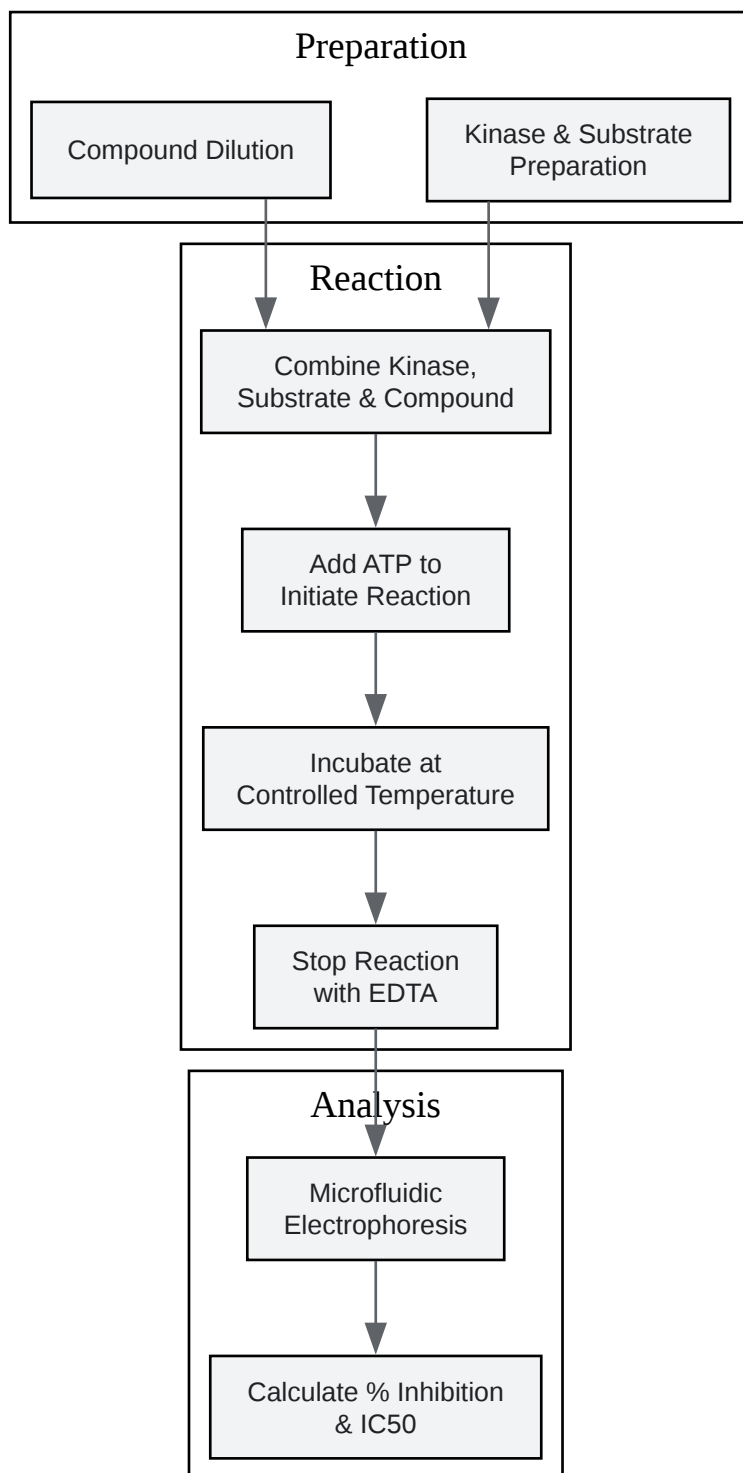 Preparation
Compound Dilution
Kinase & Substrate
Preparation
Reaction
Combine Kinase,
Substrate & Compound
Add ATP to
Initiate Reaction
Incubate at
Controlled Temperature
Stop Reaction
with EDTA
Analysis
Microfluidic
Electrophoresis
Calculate % Inhibition
& IC50